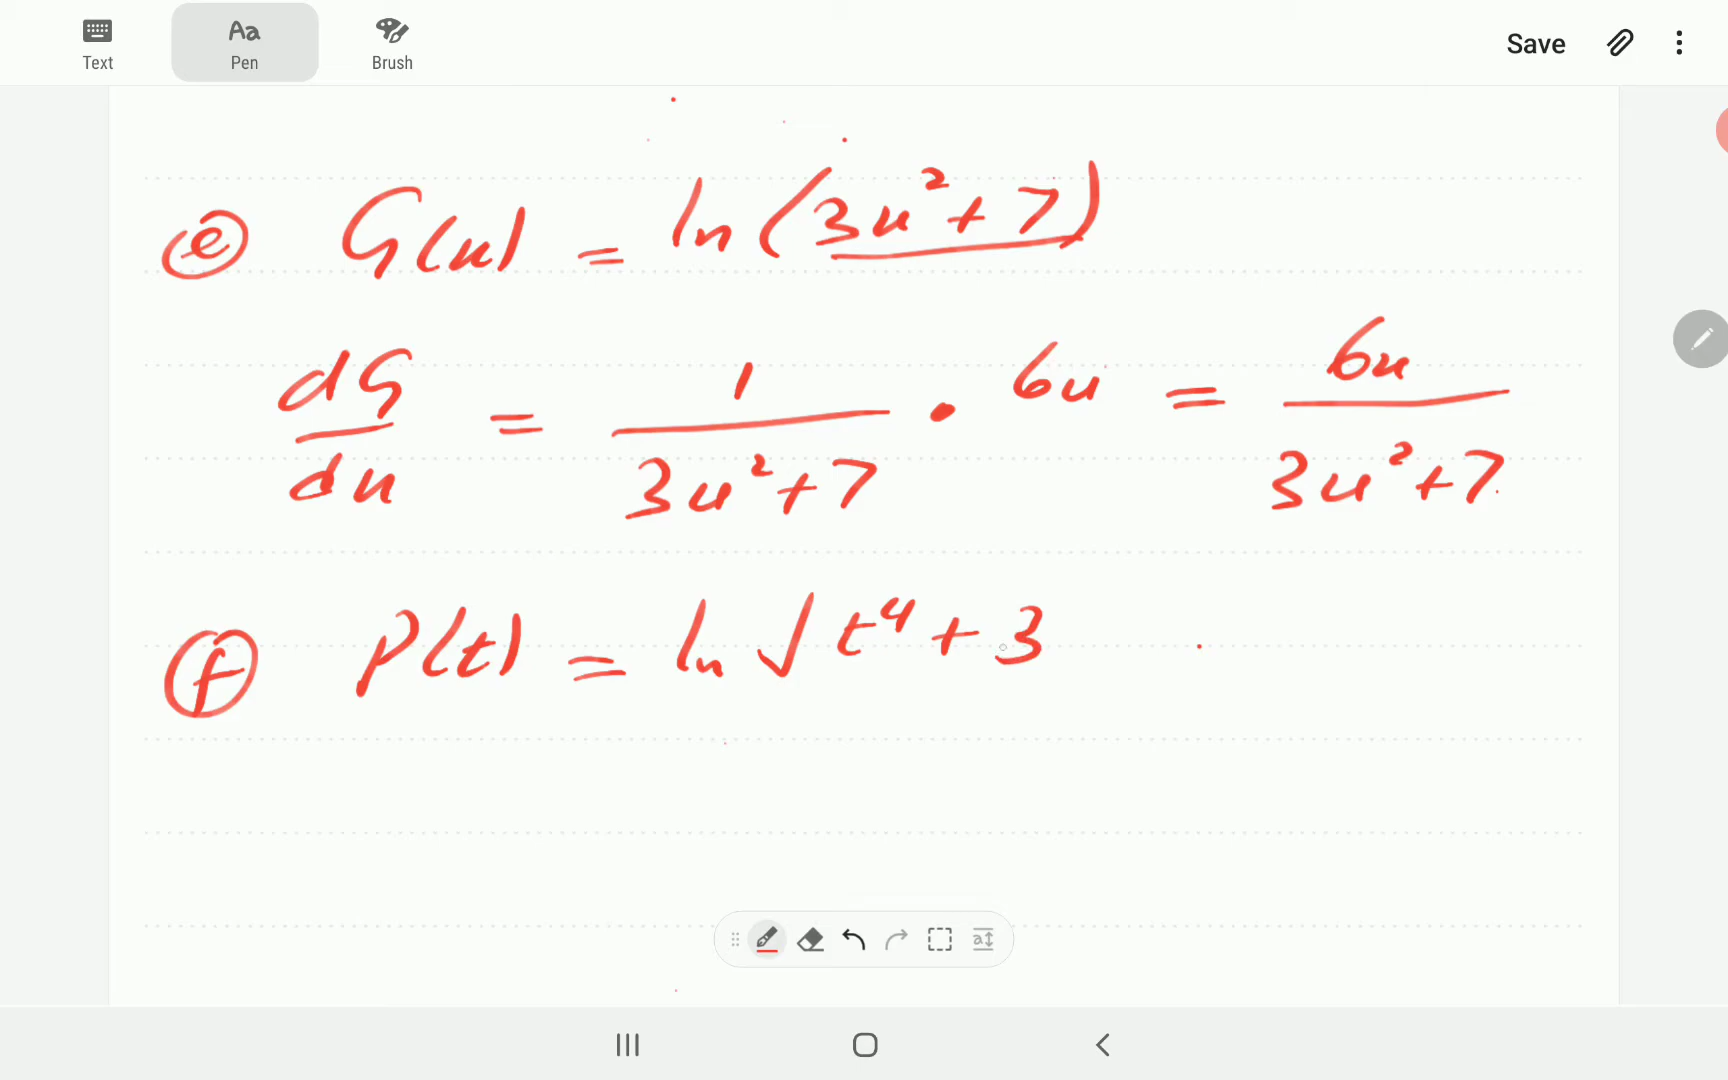 Text Aa Pen Brush Save
ⓔ G(u) = ln(3u²+7)
dG/du = 1/(3u²+7) • 6u = 6u/(3u²+7)
ⓕ P(t) = ln √t⁴+3